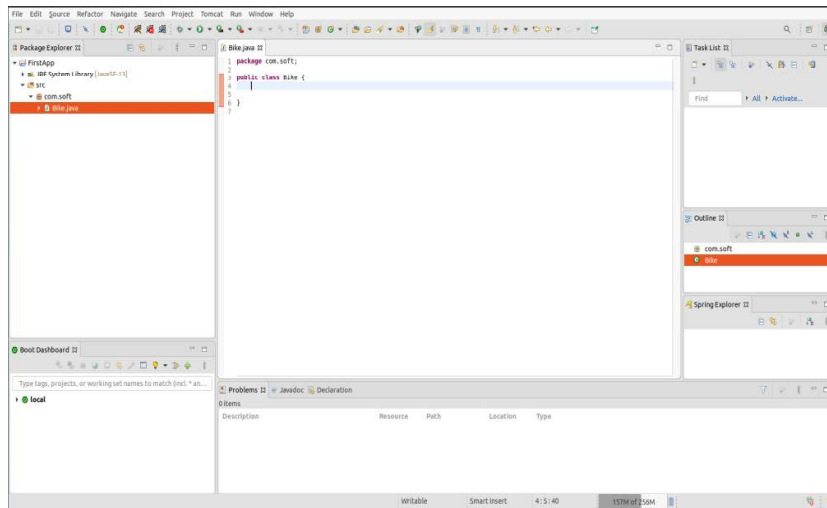 File Edit Source Refactor Navigate Search Project Tomcat Run Window Help
Package Explorer
FirstApp
JRE System Library [JavaSE-13]
src
com.soft
Bike.java
Bike.java
1 package com.soft;
2
3 public class Bike {
4
5
6 }
7
Task List
Find
All
Activate...
Outline
com.soft
Bike
Spring Explorer
Boot Dashboard
Type tags, projects, or working set names to match (incl. * an...
local
Problems
Javadoc
Declaration
0 items
Description Resource Path Location Type
Writable Smart Insert 4 : 5 : 40 157M of 256M